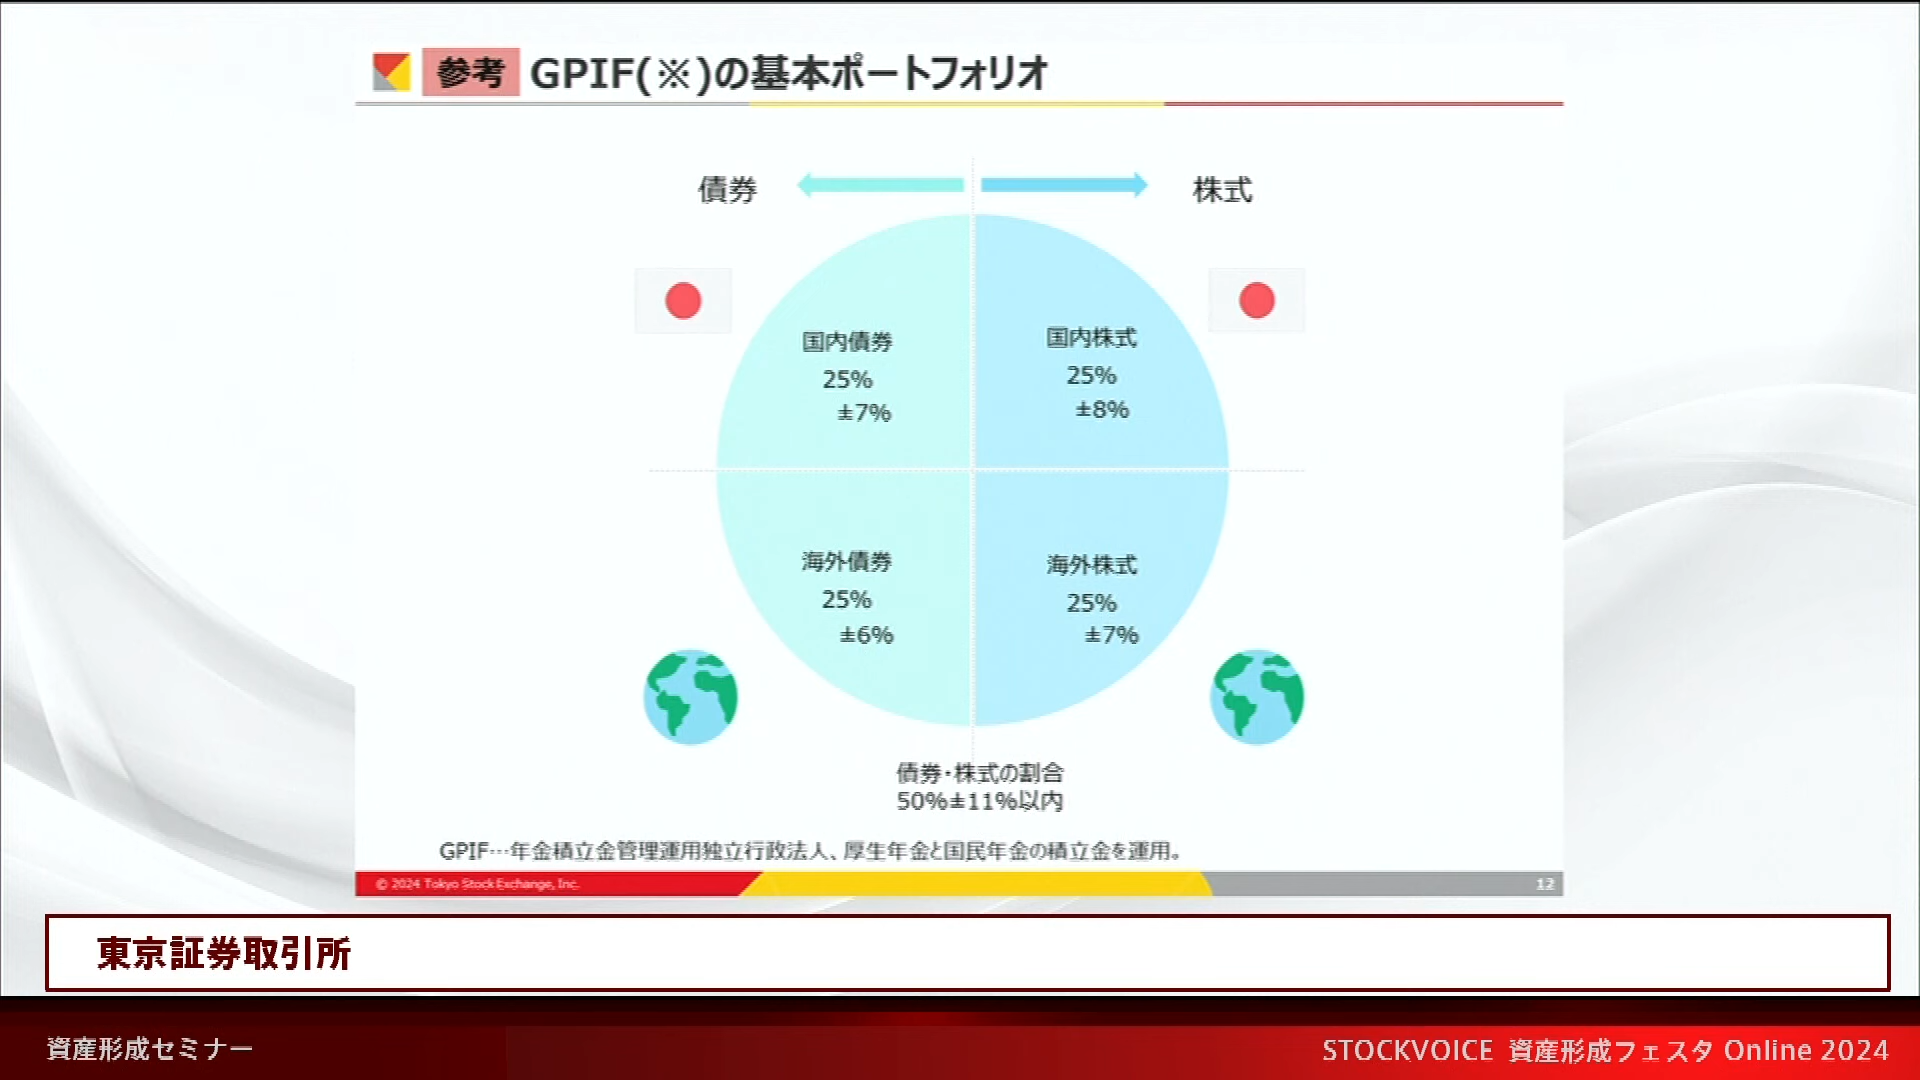 参考 GPIF(※)の基本ポートフォリオ
債券
株式
国内債券
25%
±7%
国内株式
25%
±8%
海外債券
25%
±6%
海外株式
25%
±7%
債券・株式の割合
50%±11%以内
GPIF…年金積立金管理運用独立行政法人、厚生年金と国民年金の積立金を運用。
© 2024 Tokyo Stock Exchange, Inc.
12
東京証券取引所
資産形成セミナー
STOCKVOICE 資産形成フェスタ Online 2024